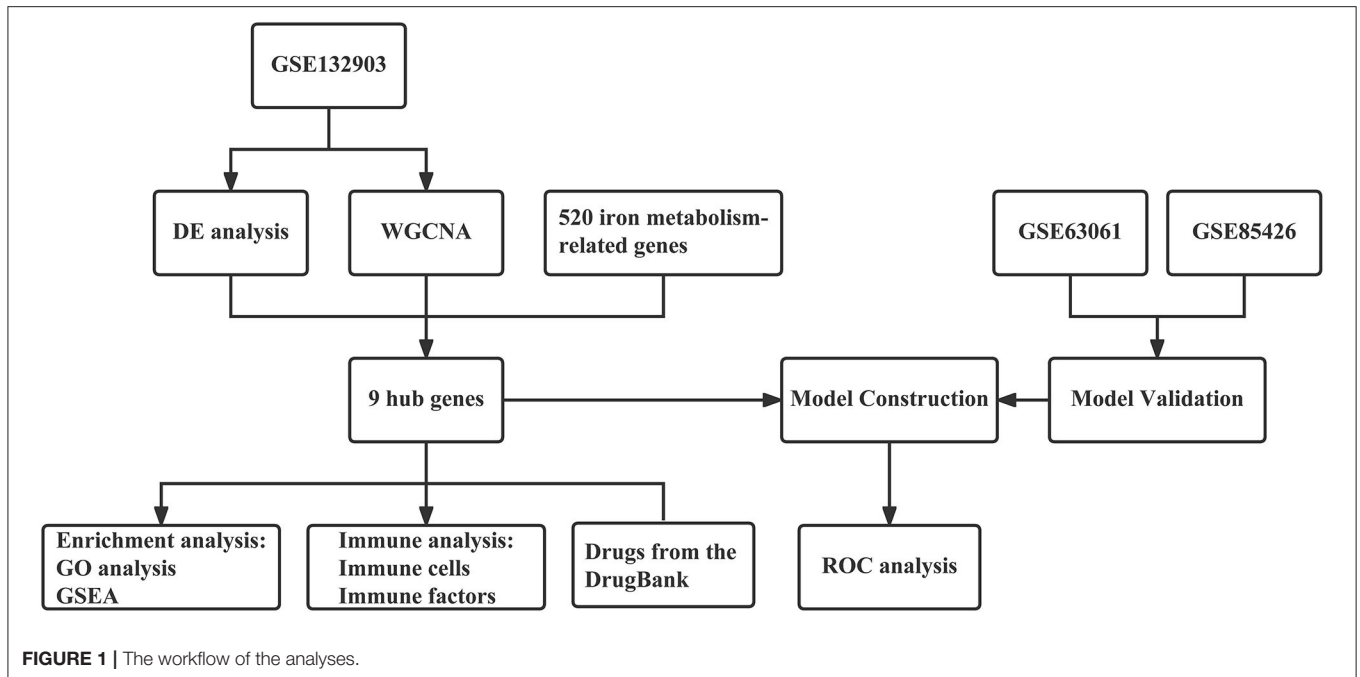 GSE132903
DE analysis
WGCNA
520 iron metabolism-
related genes
GSE63061
GSE85426
9 hub genes
Model Construction
Model Validation
Enrichment analysis:
GO analysis
GSEA
Immune analysis:
Immune cells
Immune factors
Drugs from the
DrugBank
ROC analysis
FIGURE 1 | The workflow of the analyses.